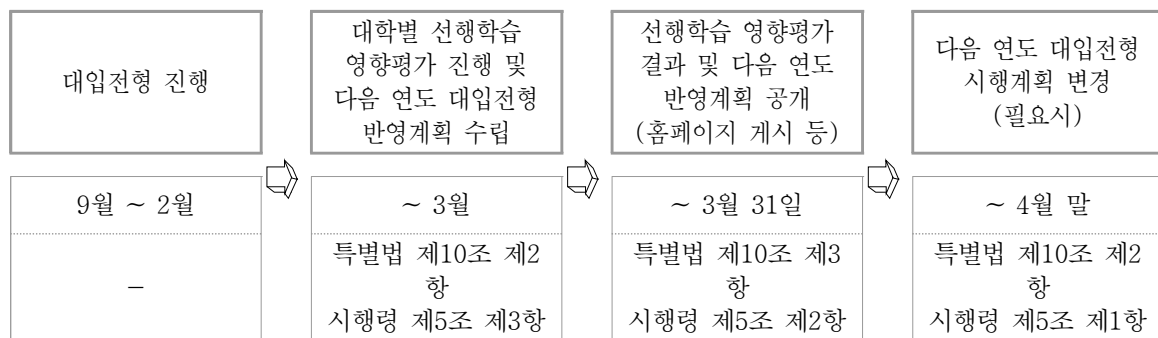 대입전형 진행
대학별 선행학습
영향평가 진행 및
다음 연도 대입전형
반영계획 수립
선행학습 영향평가
결과 및 다음 연도
반영계획 공개
(홈페이지 게시 등)
다음 연도 대입전형
시행계획 변경
(필요시)
9월 ~ 2월
~ 3월
~ 3월 31일
~ 4월 말
-
특별법 제10조 제2
항
시행령 제5조 제3항
특별법 제10조 제3
항
시행령 제5조 제2항
특별법 제10조 제2
항
시행령 제5조 제1항